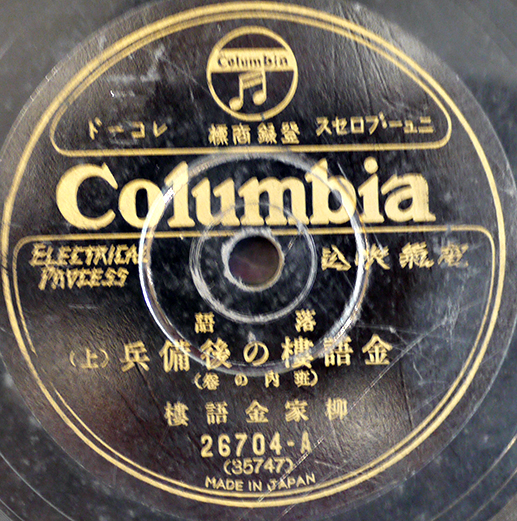 Columbia
ニュー・プロセス 登録商標 レコード
Columbia
ELECTRICAL
PROCESS
電氣吹込
落語
金語樓の後備兵(上)
(班内の巻)
柳家金語樓
26704-A
(35747)
MADE IN JAPAN